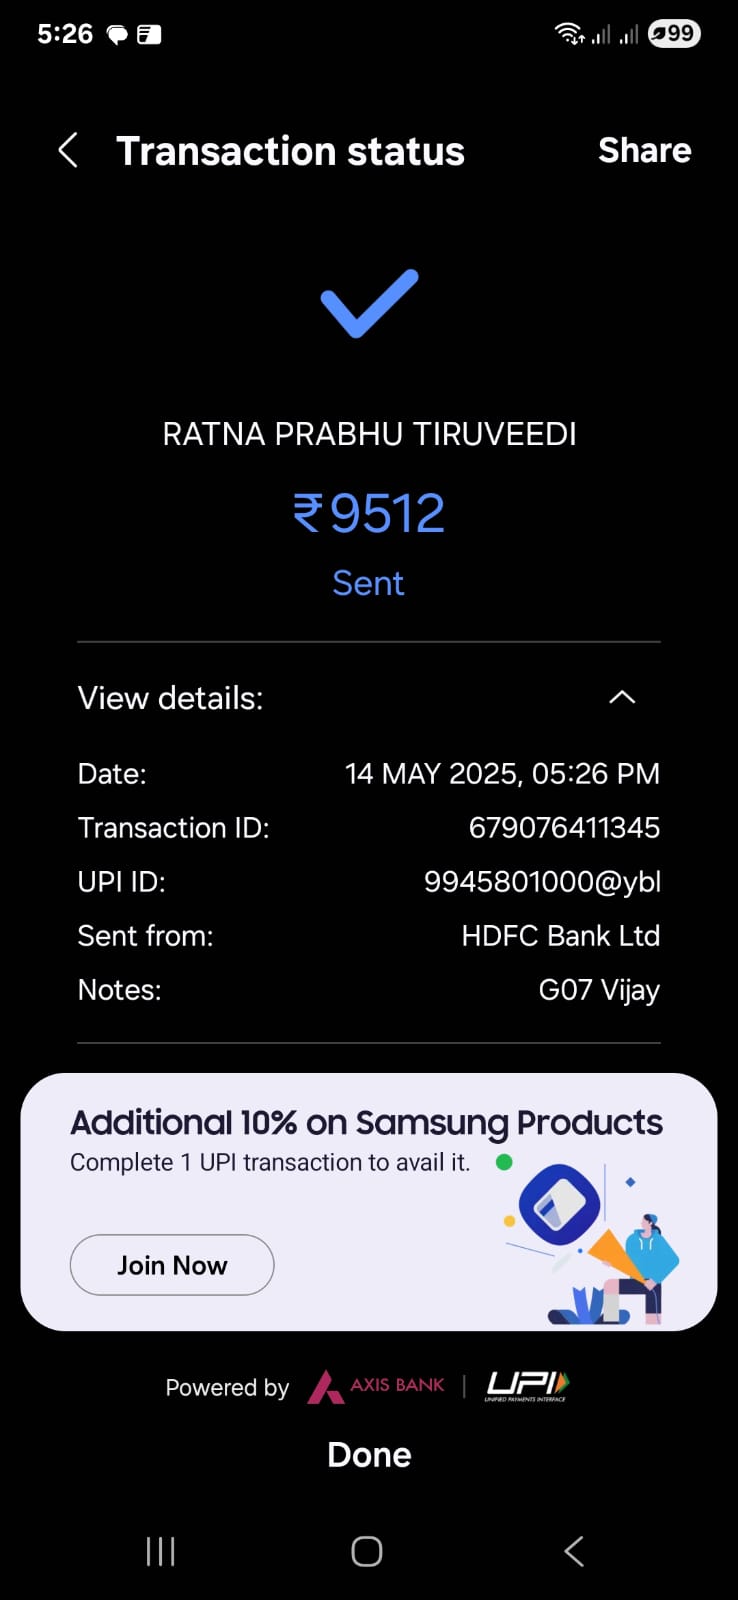 5:26
99
Transaction status Share
RATNA PRABHU TIRUVEEDI
₹9512
Sent
View details:
Date: 14 MAY 2025, 05:26 PM
Transaction ID: 679076411345
UPI ID: 9945801000@ybl
Sent from: HDFC Bank Ltd
Notes: G07 Vijay
Additional 10% on Samsung Products
Complete 1 UPI transaction to avail it.
Join Now
Powered by AXIS BANK | UPI
UNIFIED PAYMENTS INTERFACE
Done